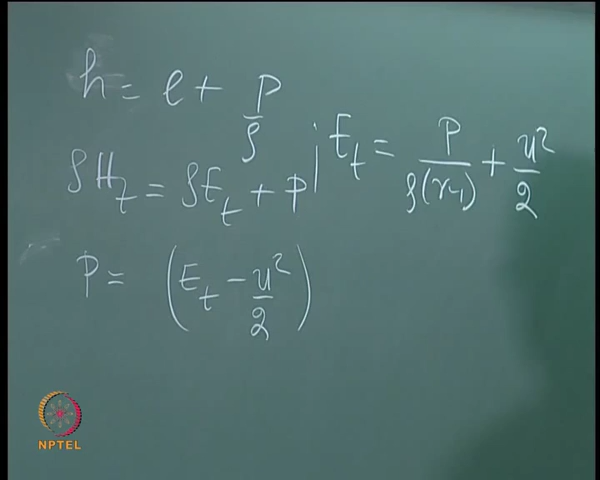 h = e + P/ρ
ρH_t = ρE_t + P ; E_t = P/ρ(γ-1) + u²/2
P = (E_t - u²/2)
NPTEL